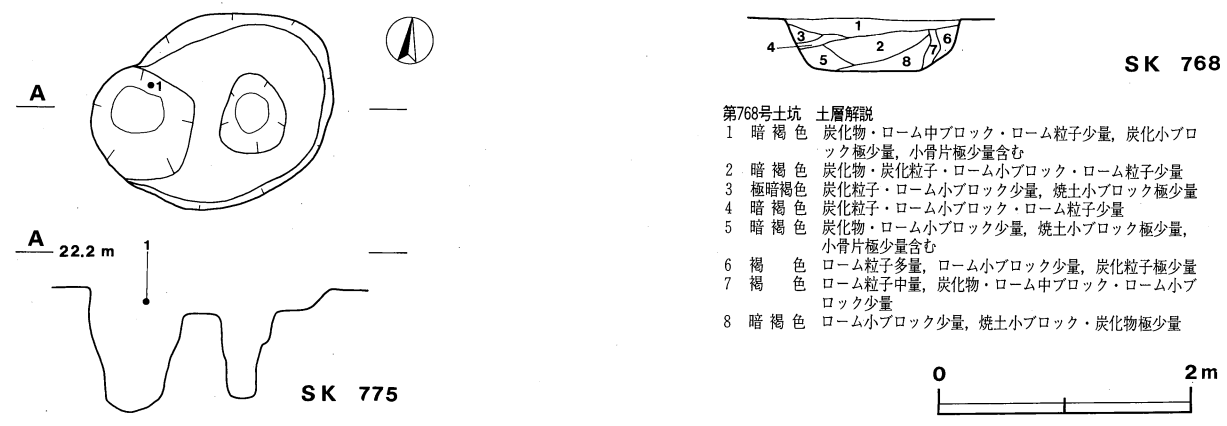 A
1
A
22.2 m
1
SK 775
1
2
3
4
5
6
7
8
SK 768
第768号土坑 土層解説
1 暗褐色 炭化物・ローム中ブロック・ローム粒子少量，炭化小ブロ
ック極少量，小骨片極少量含む
2 暗褐色 炭化物・炭化粒子・ローム小ブロック・ローム粒子少量
3 極暗褐色 炭化粒子・ローム小ブロック少量，焼土小ブロック極少量
4 暗褐色 炭化粒子・ローム小ブロック・ローム粒子少量
5 暗褐色 炭化物・ローム小ブロック少量，焼土小ブロック極少量，
小骨片極少量含む
6 褐色 ローム粒子多量，ローム小ブロック少量，炭化粒子極少量
7 褐色 ローム粒子中量，炭化物・ローム中ブロック・ローム小ブ
ロック少量
8 暗褐色 ローム小ブロック少量，焼土小ブロック・炭化物極少量
0 2m